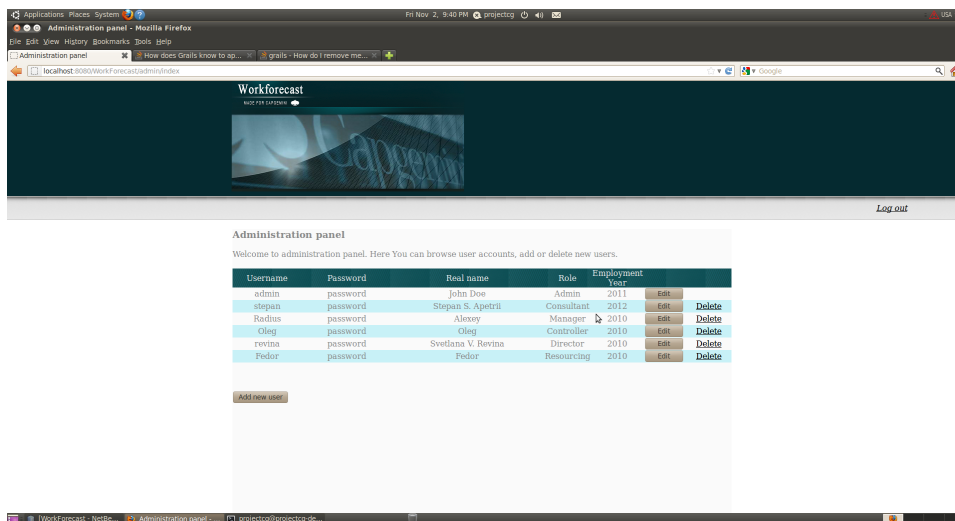 Applications Places System Fri Nov 2, 9:40 PM projectcg USA
Administration panel - Mozilla Firefox
File Edit View History Bookmarks Tools Help
Administration panel How does Grails know to ap... grails - How do I remove me...
localhost:8080/WorkForecast/admin/index Google
Workforecast
MADE FOR CAPGEMINI
Capgemini
Log out
Administration panel
Welcome to administration panel. Here You can browse user accounts, add or delete new users.
Username Password Real name Role Employment Year
admin password John Doe Admin 2011 Edit
stepan password Stepan S. Apetrii Consultant 2012 Edit Delete
Radius password Alexey Manager 2010 Edit Delete
Oleg password Oleg Controller 2010 Edit Delete
revina password Svetlana V. Revina Director 2010 Edit Delete
Fedor password Fedor Resourcing 2010 Edit Delete
Add new user
[WorkForecast - NetBe... Administration panel - ... projectcg@projectcg-de...